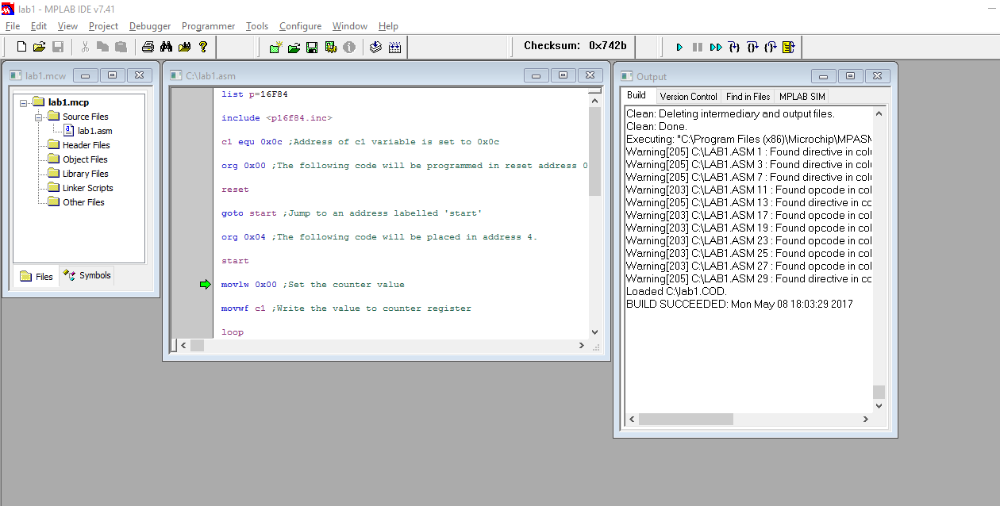 lab1 - MPLAB IDE v7.41
File Edit View Project Debugger Programmer Tools Configure Window Help
Checksum: 0x742b
lab1.mcw
lab1.mcp
Source Files
lab1.asm
Header Files
Object Files
Library Files
Linker Scripts
Other Files
Files Symbols
C:\lab1.asm
list p=16F84
include <p16f84.inc>
c1 equ 0x0c ;Address of c1 variable is set to 0x0c
org 0x00 ;The following code will be programmed in reset address 0
reset
goto start ;Jump to an address labelled 'start'
org 0x04 ;The following code will be placed in address 4.
start
movlw 0x00 ;Set the counter value
movwf c1 ;Write the value to counter register
loop
Output
Build Version Control Find in Files MPLAB SIM
Clean: Deleting intermediary and output files.
Clean: Done.
Executing: "C:\Program Files (x86)\Microchip\MPASM
Warning[205] C:\LAB1.ASM 1 : Found directive in colu
Warning[205] C:\LAB1.ASM 3 : Found directive in colu
Warning[205] C:\LAB1.ASM 7 : Found directive in colu
Warning[203] C:\LAB1.ASM 11 : Found opcode in col
Warning[205] C:\LAB1.ASM 13 : Found directive in co
Warning[203] C:\LAB1.ASM 17 : Found opcode in col
Warning[203] C:\LAB1.ASM 19 : Found opcode in col
Warning[203] C:\LAB1.ASM 23 : Found opcode in col
Warning[203] C:\LAB1.ASM 25 : Found opcode in col
Warning[203] C:\LAB1.ASM 27 : Found opcode in col
Warning[205] C:\LAB1.ASM 29 : Found directive in cc
Loaded C:\lab1.COD.
BUILD SUCCEEDED: Mon May 08 18:03:29 2017